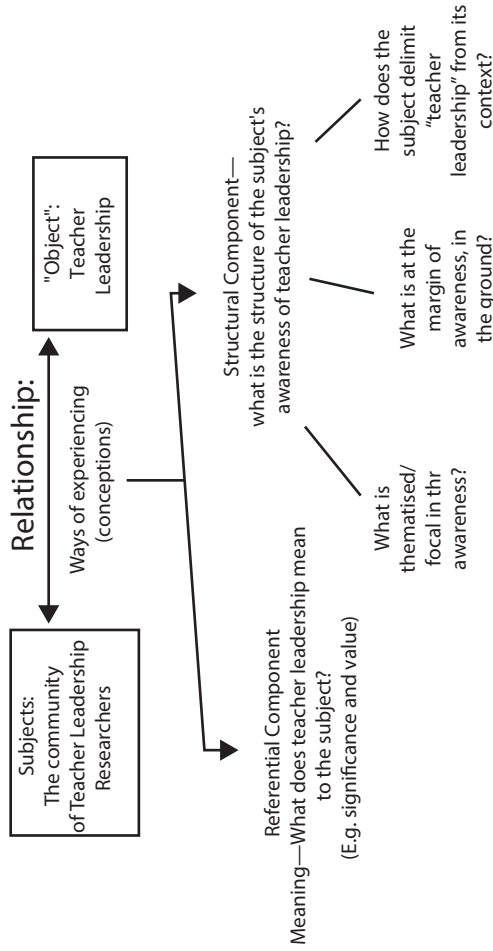 Relationship:
Subjects:
The community
of Teacher Leadership
Researchers
Ways of experiencing
(conceptions)
"Object":
Teacher
Leadership
Referential Component
Meaning—What does teacher leadership mean
to the subject?
(E.g. significance and value)
Structural Component—
what is the structure of the subject's
awareness of teacher leadership?
What is
thematised/
focal in thr
awareness?
What is at the
margin of
awareness, in
the ground?
How does the
subject delimit
“teacher
leadership” from its
context?